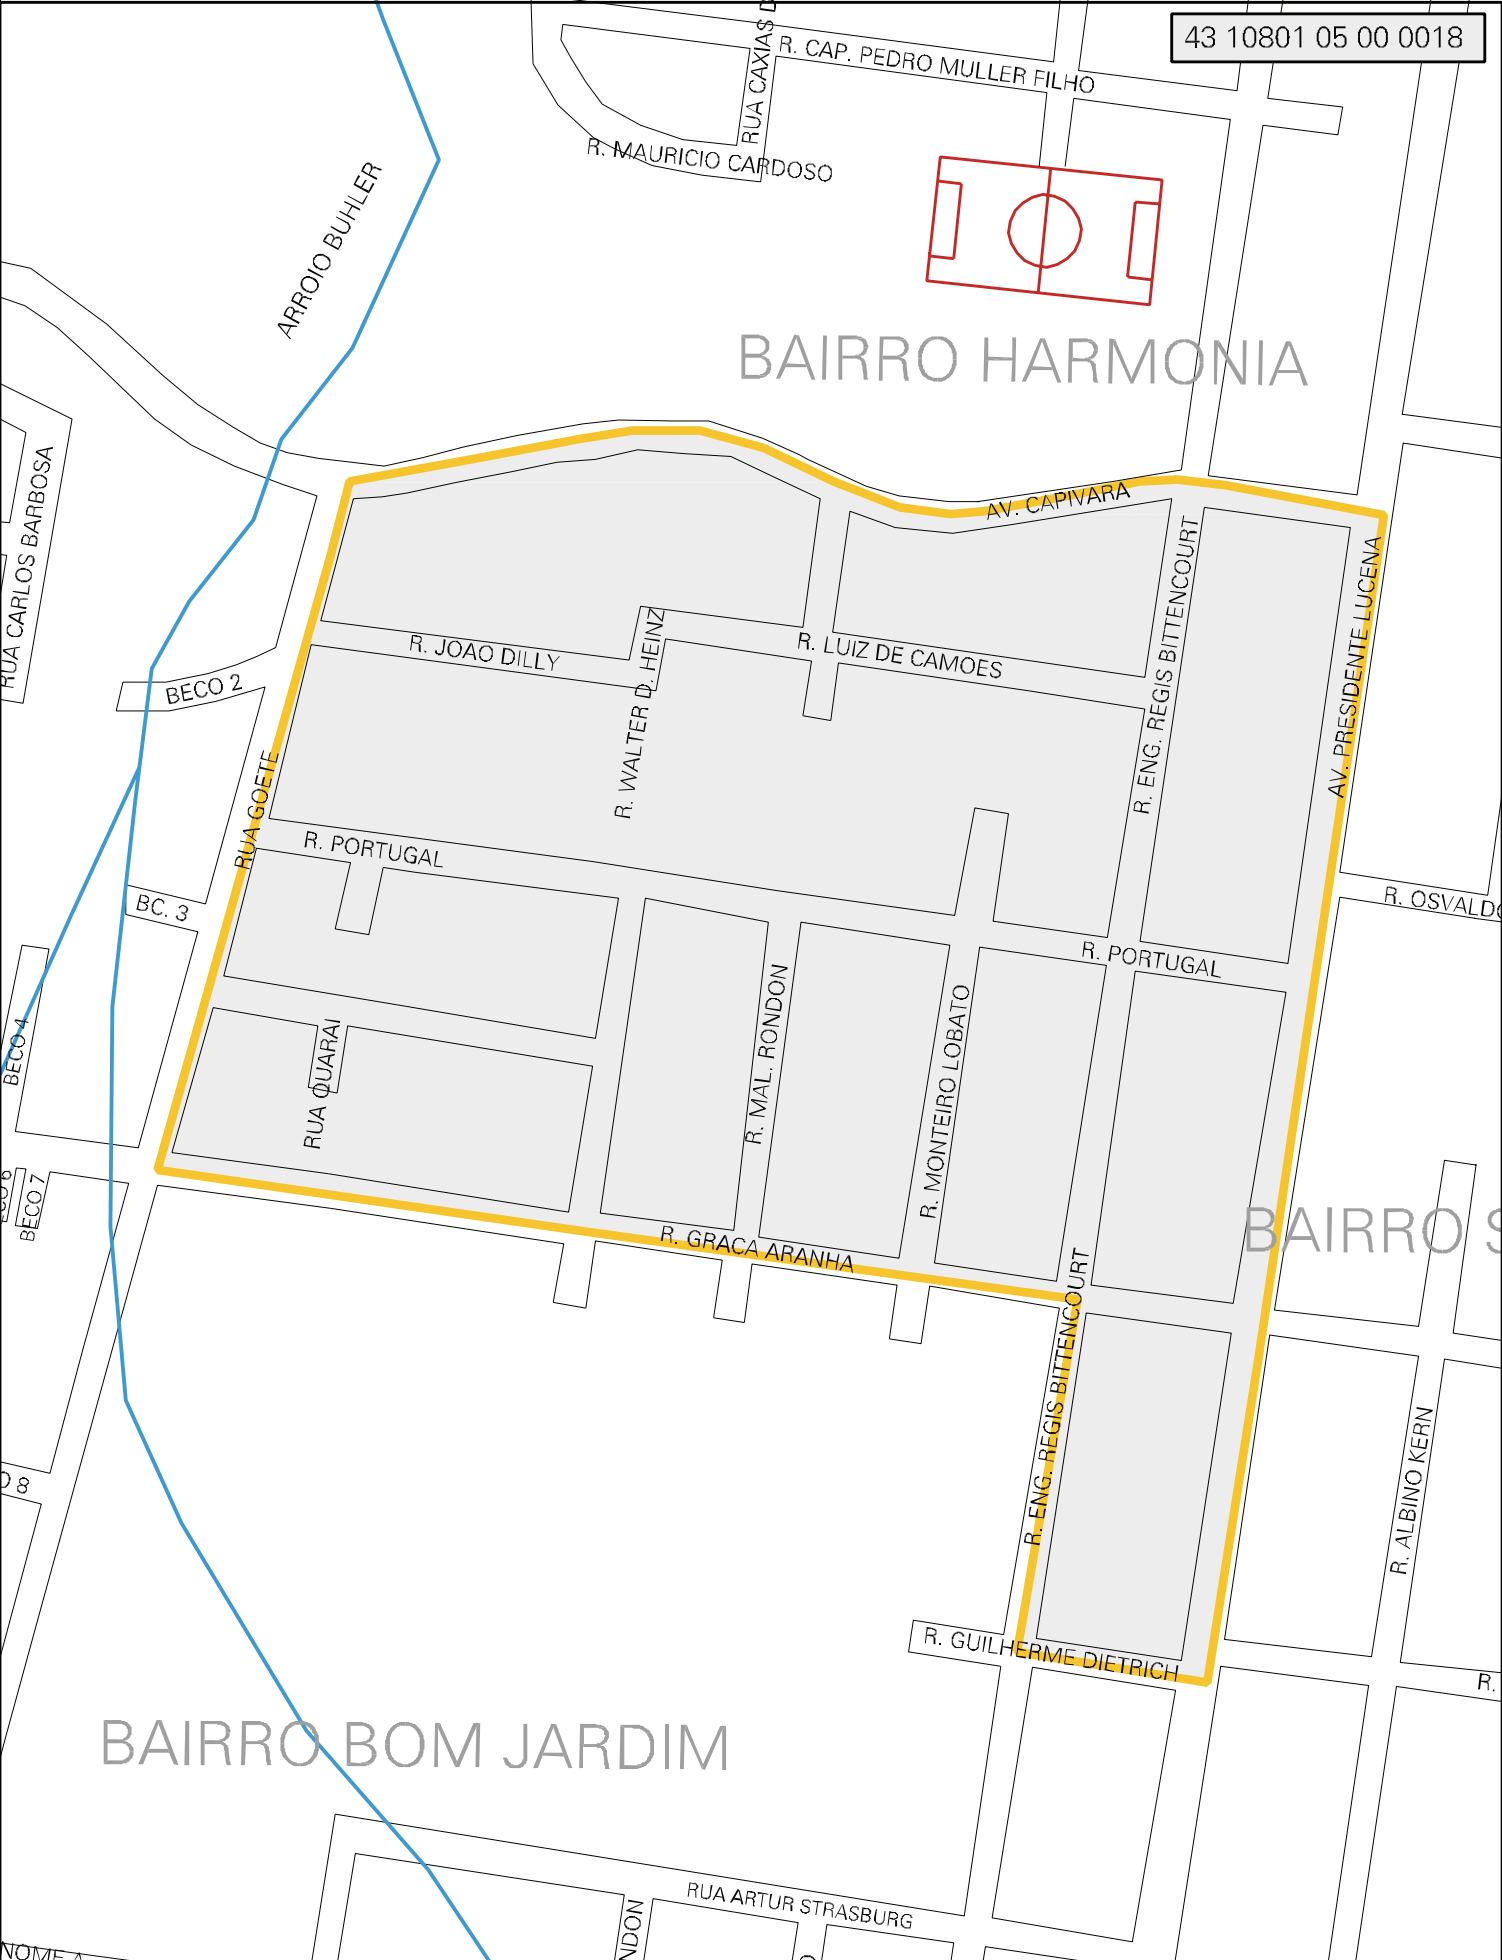 43 10801 05 00 0018
R. CAP. PEDRO MULLER FILHO
RUA CAXIAS D
R. MAURICIO CARDOSO
ARROIO BUHLER
BAIRRO HARMONIA
RUA CARLOS BARBOSA
AV. CAPIVARA
R. ENG. REGIS BITTENCOURT
AV. PRESIDENTE LUCENA
R. JOAO DILLY
R. WALTER D. HEINZ
R. LUIZ DE CAMOES
BECO 2
RUA GOETE
R. PORTUGAL
BC. 3
R. OSVALDO
R. PORTUGAL
R. MAL. RONDON
R. MONTEIRO LOBATO
RUA QUARAI
BECO 4
BECO 7
R. GRACA ARANHA
BAIRRO S
R. ENG. REGIS BITTENCOURT
O 8
R. ALBINO KERN
R. GUILHERME DIETRICH
R.
BAIRRO BOM JARDIM
RUA ARTUR STRASBURG
NDON
NOME A